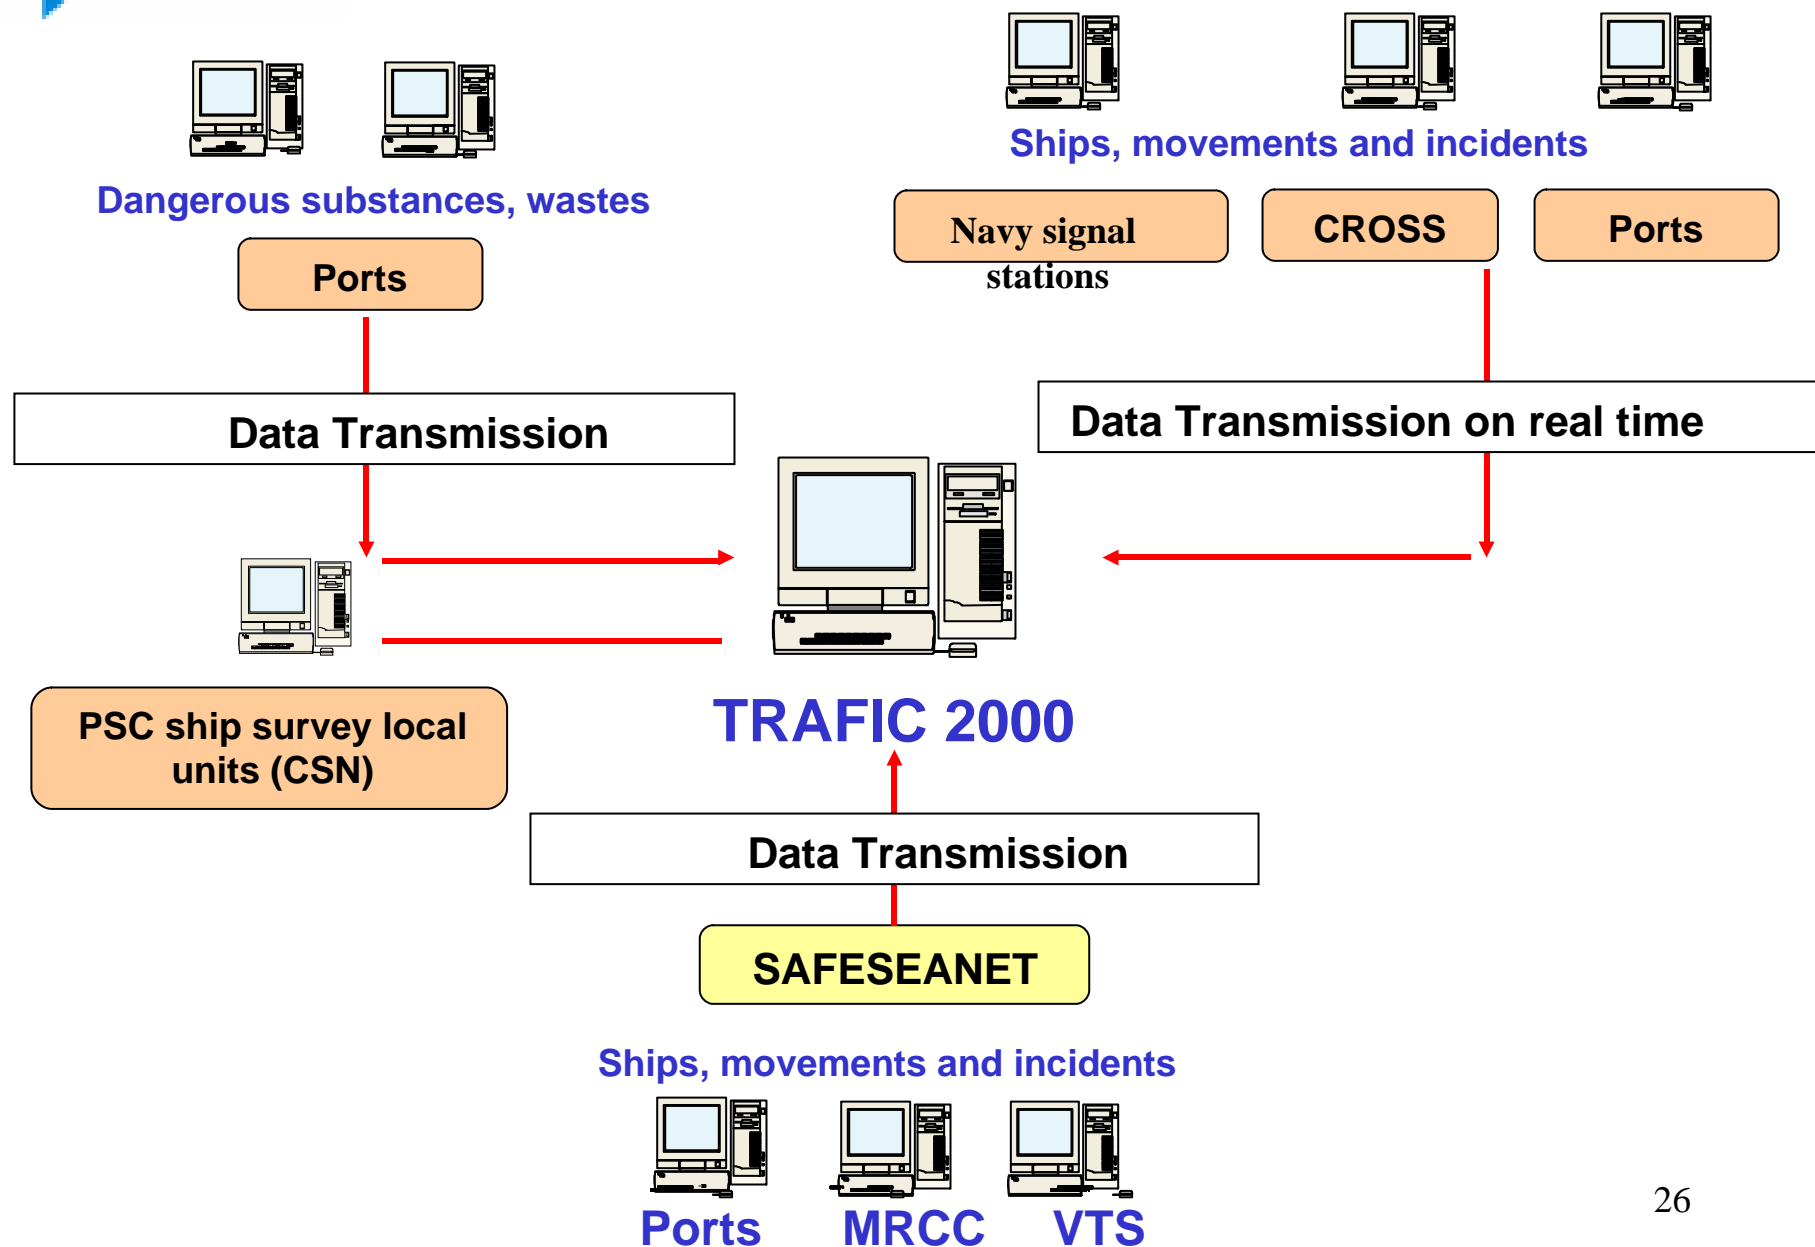 Ships, movements and incidents
Dangerous substances, wastes
Navy signal
stations
CROSS
Ports
Ports
Data Transmission
Data Transmission on real time
PSC ship survey local
units (CSN)
TRAFIC 2000
Data Transmission
SAFESEANET
Ships, movements and incidents
Ports
MRCC
VTS
26